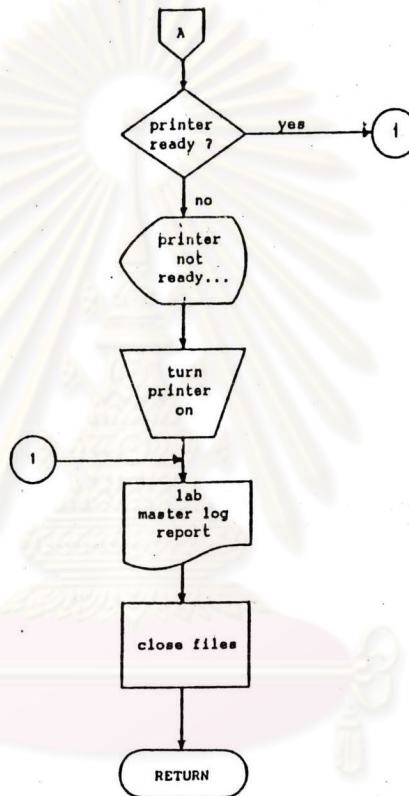 A
printer
ready ?
yes
1
no
printer
not
ready...
turn
printer
on
1
lab
master log
report
close files
RETURN